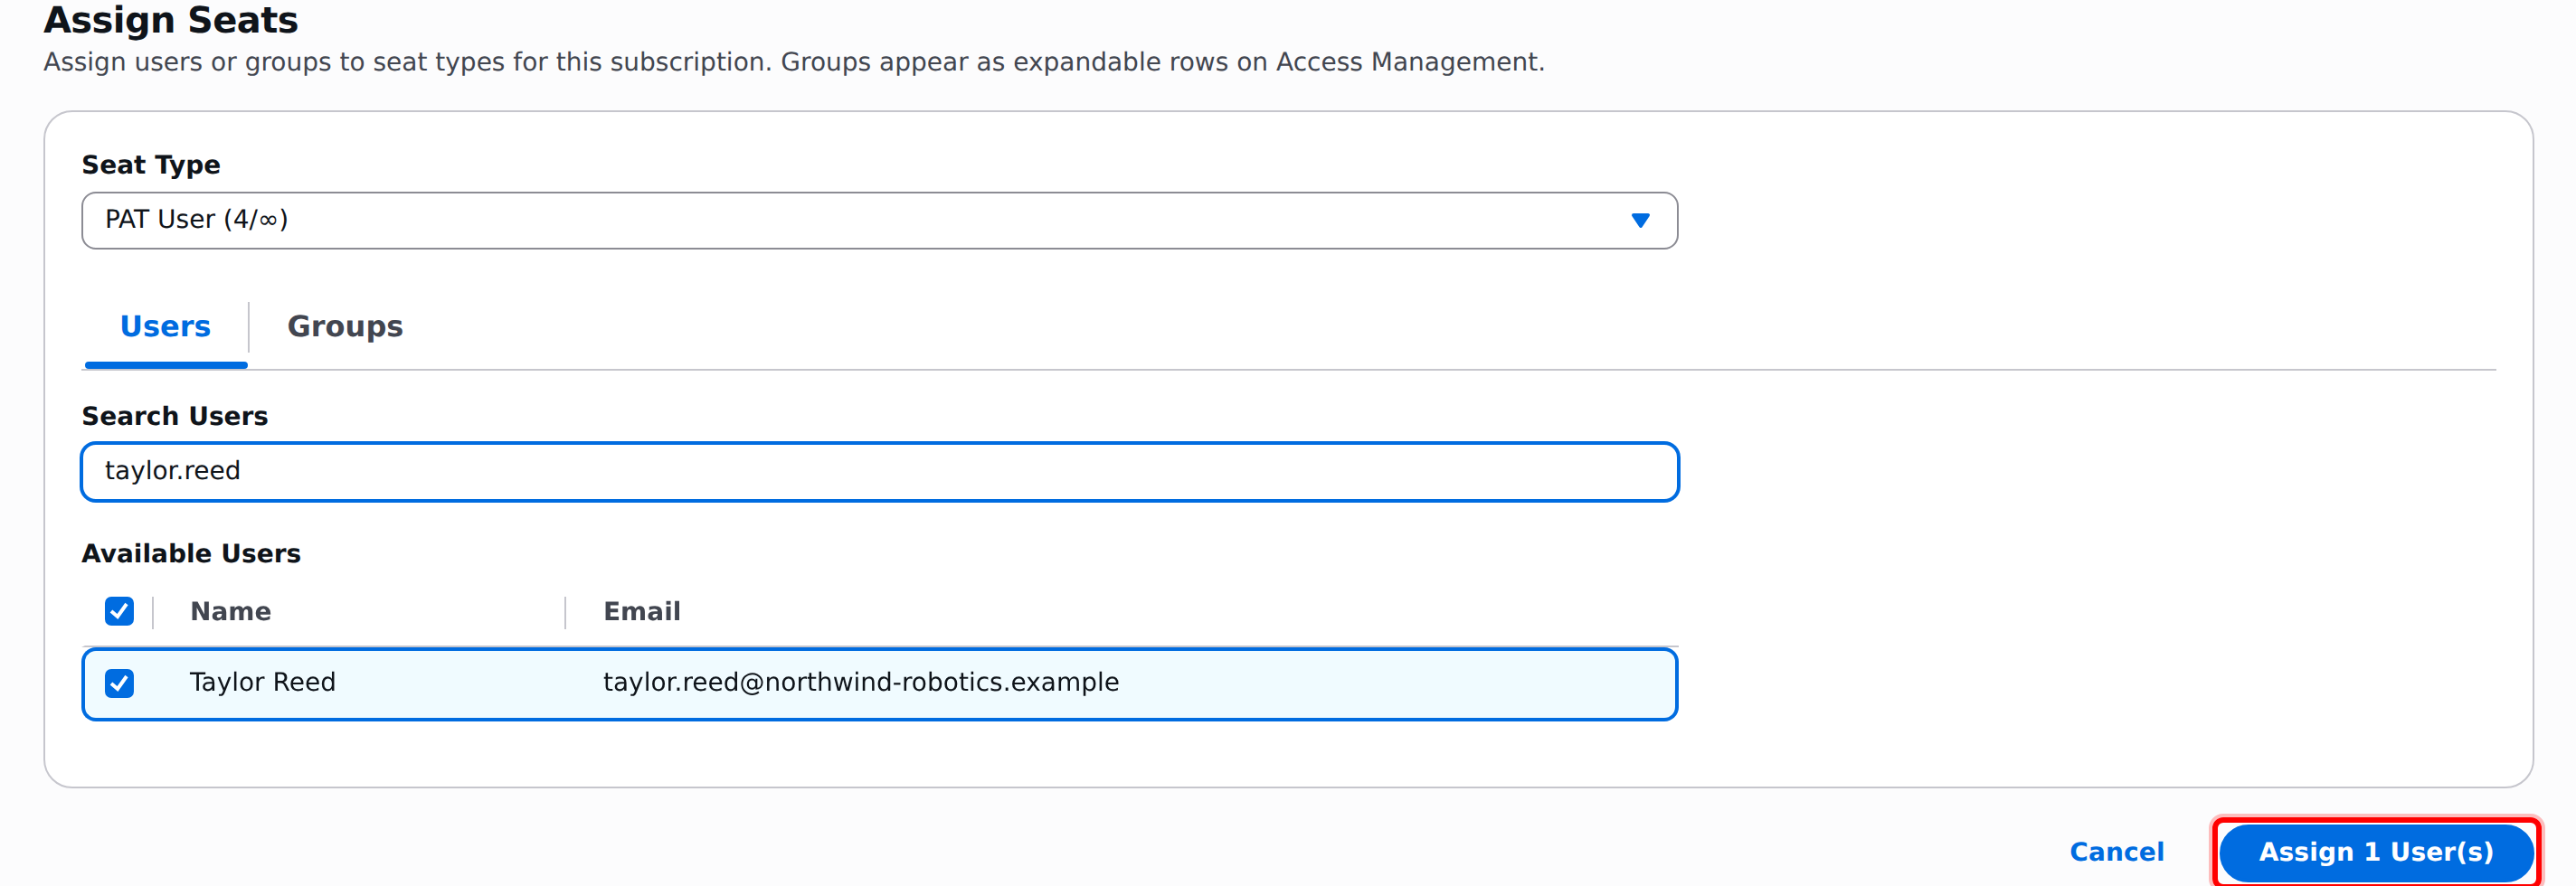 Assign Seats
Assign users or groups to seat types for this subscription. Groups appear as expandable rows on Access Management.
Seat Type
PAT User (4/∞)
Users Groups
Search Users
taylor.reed
Available Users
Name Email
Taylor Reed taylor.reed@northwind-robotics.example
Cancel Assign 1 User(s)